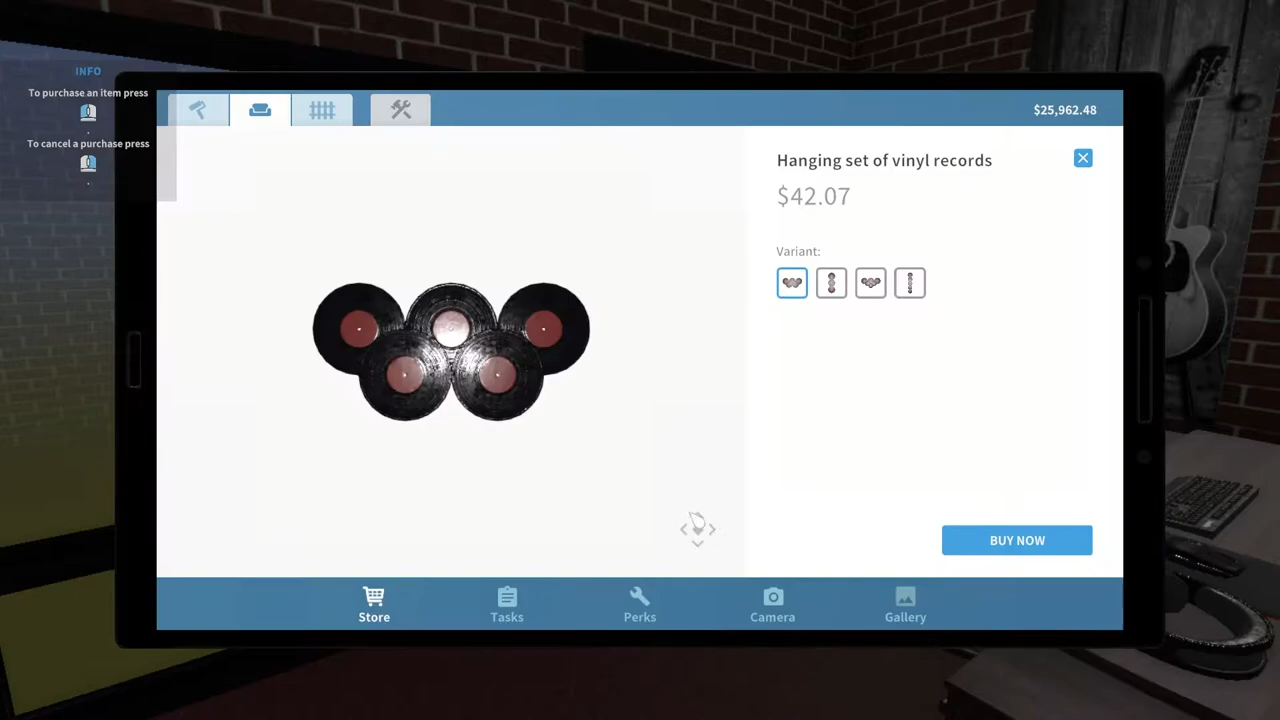 INFO
To purchase an item press
.
To cancel a purchase press
.
$25,962.48
Hanging set of vinyl records
$42.07
Variant:
BUY NOW
Store
Tasks
Perks
Camera
Gallery